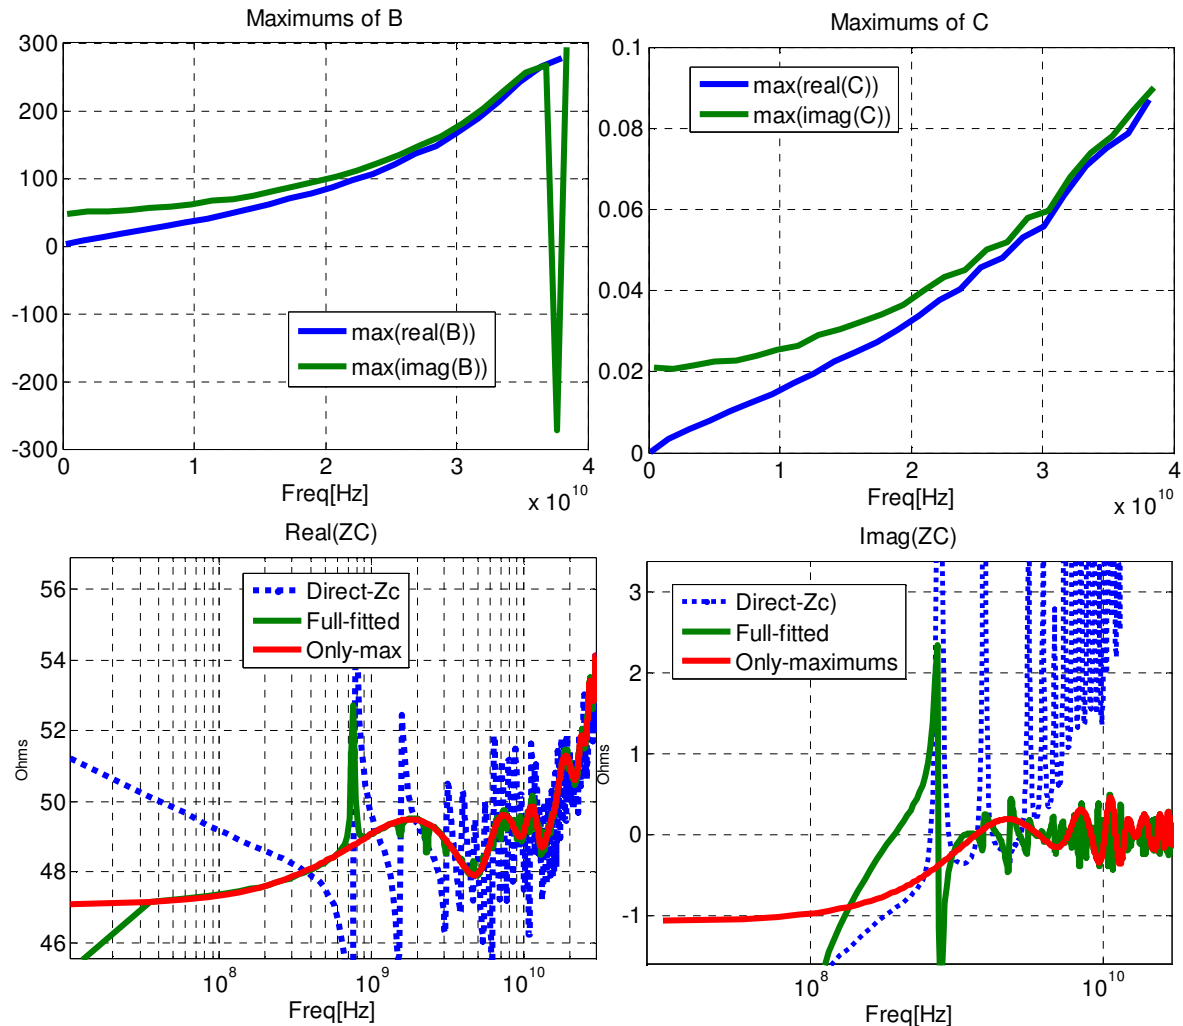 Maximums of B
300
200
100
0
-100
-200
-300
max(real(B))
max(imag(B))
0
1
2
3
4
Freq[Hz]
x 10^10
Maximums of C
0.1
0.08
0.06
0.04
0.02
0
max(real(C))
max(imag(C))
0
1
2
3
4
Freq[Hz]
x 10^10
Real(ZC)
56
54
52
50
48
47
46
Ohms
Direct-Zc
Full-fitted
Only-max
10^8
10^9
10^10
Freq[Hz]
Imag(ZC)
3
2
1
0
-1
Ohms
Direct-Zc)
Full-fitted
Only-maximums
10^8
10^10
Freq[Hz]